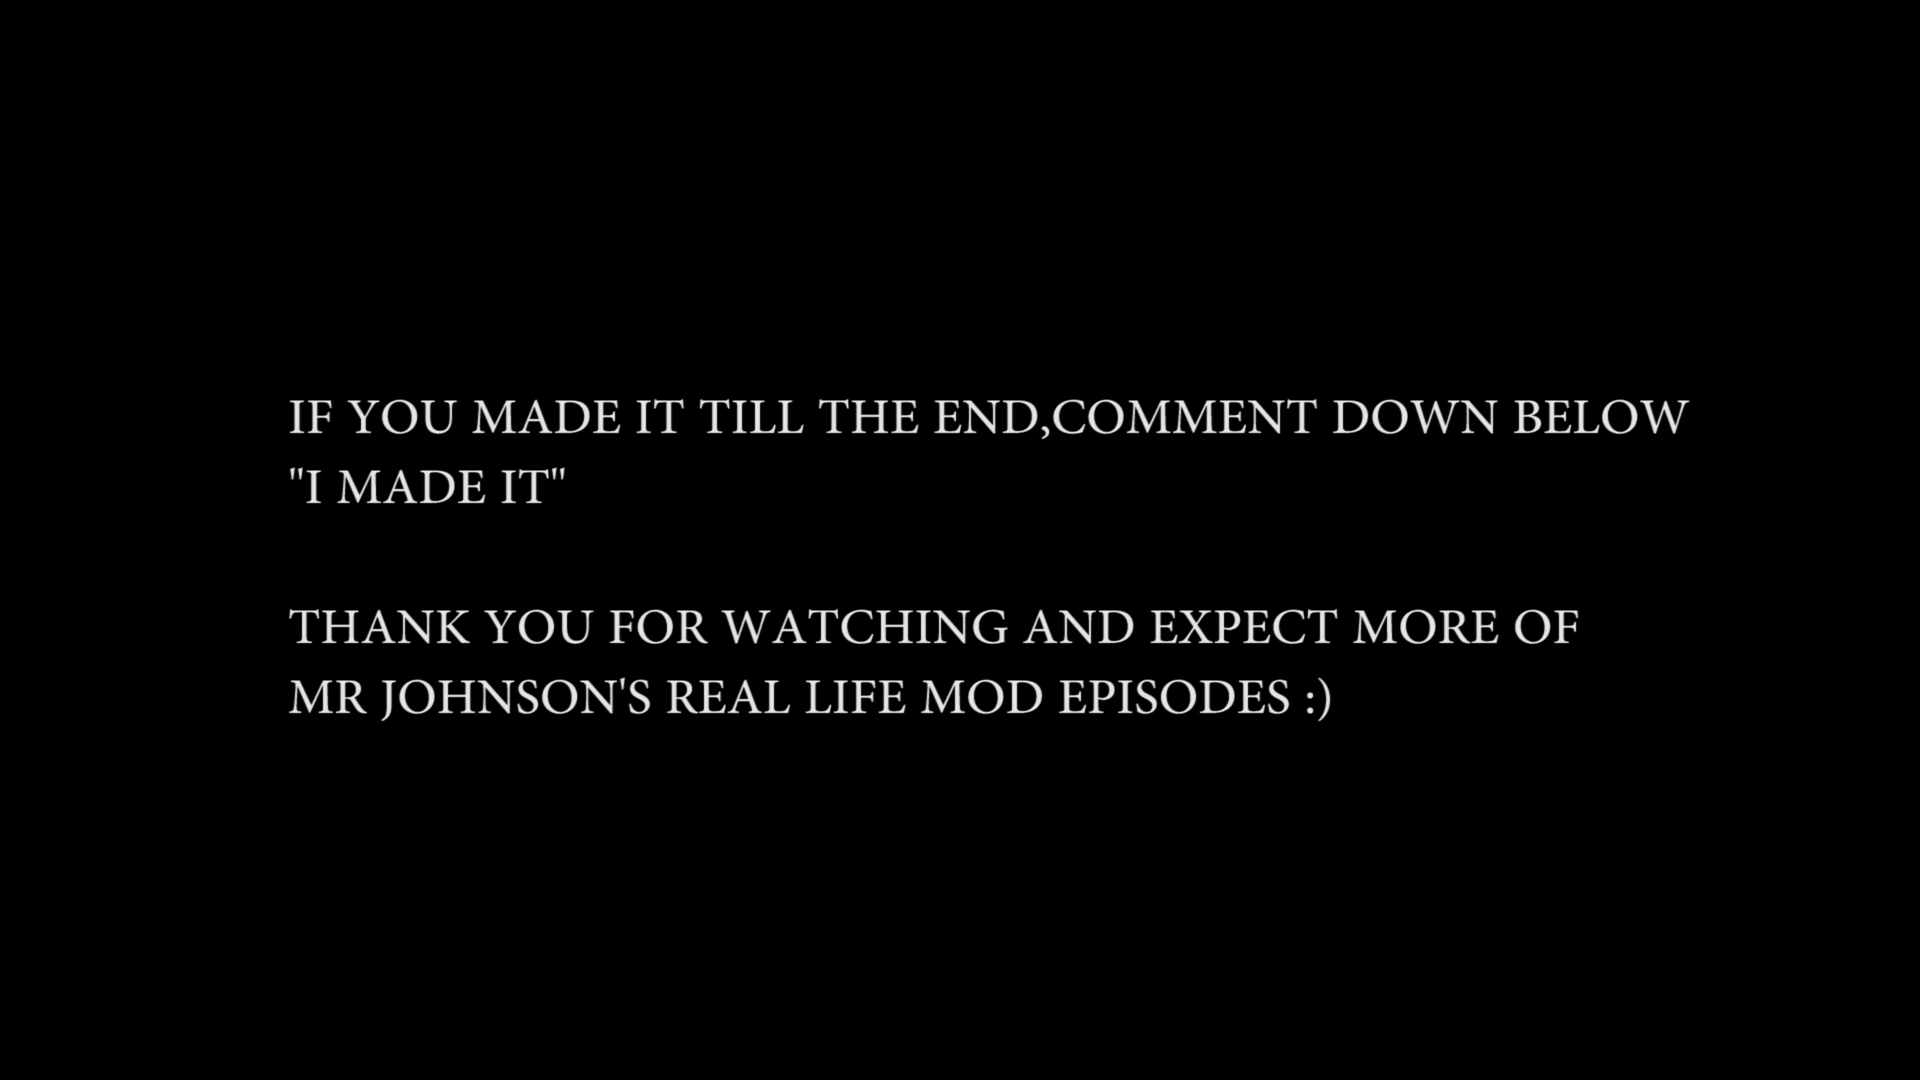 IF YOU MADE IT TILL THE END,COMMENT DOWN BELOW
"I MADE IT"
THANK YOU FOR WATCHING AND EXPECT MORE OF
MR JOHNSON'S REAL LIFE MOD EPISODES :)